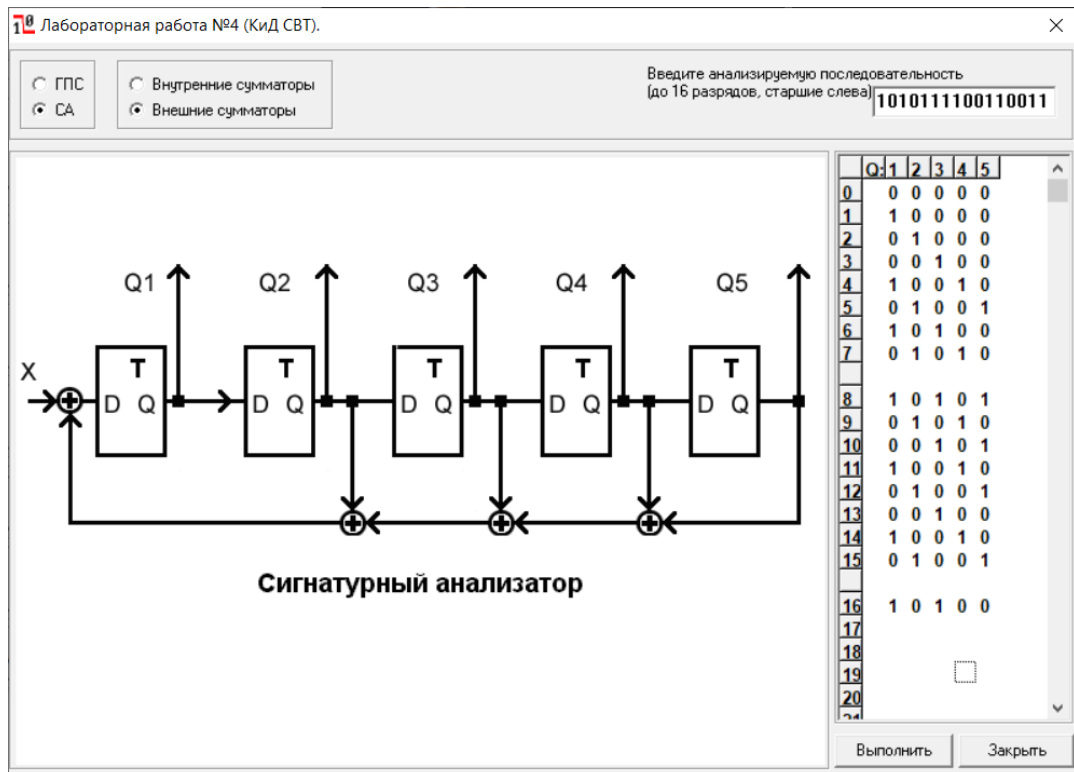 Лабораторная работа №4 (КиД СВТ).
ГПС
СА
Внутренние сумматоры
Внешние сумматоры
Введите анализируемую последовательность
(до 16 разрядов, старшие слева)
1010111100110011
Q1 Q2 Q3 Q4 Q5
X
T T T T T
D Q D Q D Q D Q D Q
Сигнатурный анализатор
Q: 1 2 3 4 5
0 0 0 0 0 0
1 1 0 0 0 0
2 0 1 0 0 0
3 0 0 1 0 0
4 1 0 0 1 0
5 0 1 0 0 1
6 1 0 1 0 0
7 0 1 0 1 0
8 1 0 1 0 1
9 0 1 0 1 0
10 0 0 1 0 1
11 1 0 0 1 0
12 0 1 0 0 1
13 0 0 1 0 0
14 1 0 0 1 0
15 0 1 0 0 1
16 1 0 1 0 0
17
18
19
20
Выполнить Закрыть